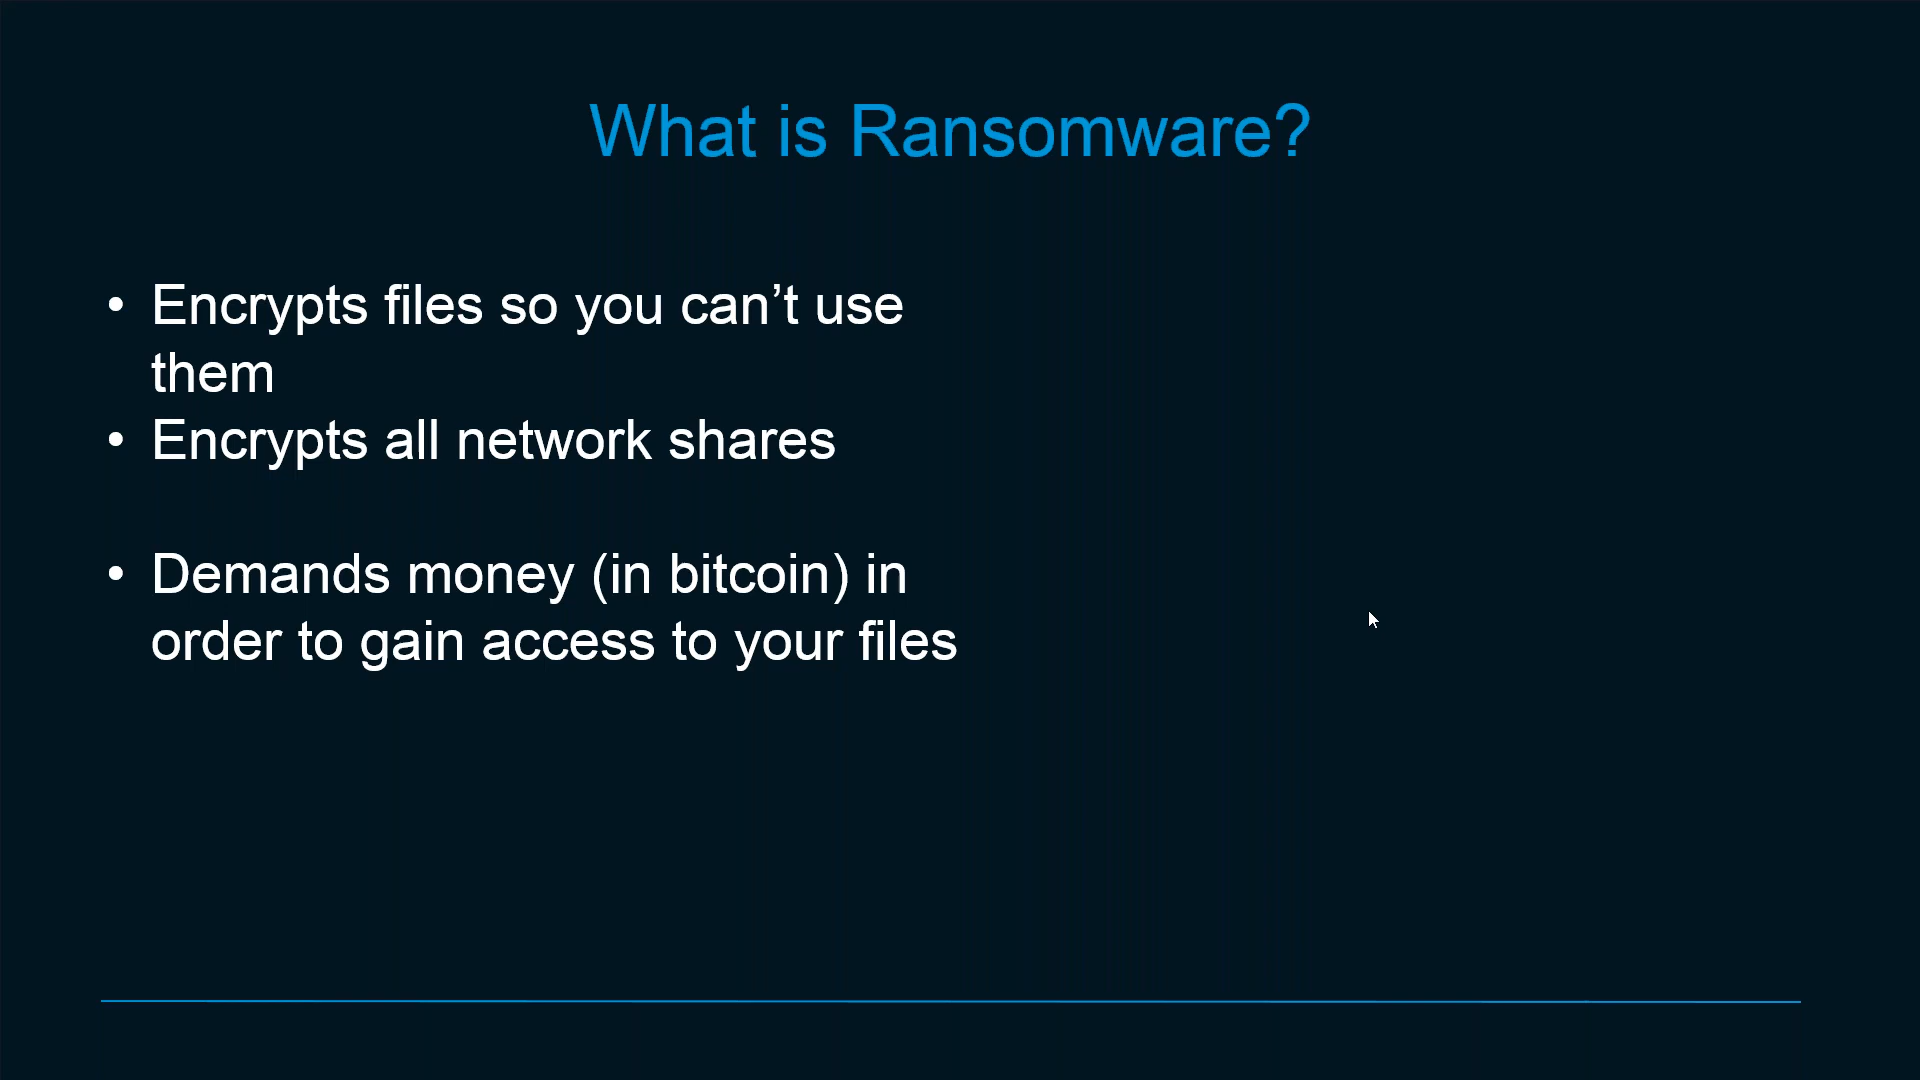 What is Ransomware?
• Encrypts files so you can’t use
them
• Encrypts all network shares
• Demands money (in bitcoin) in
order to gain access to your files